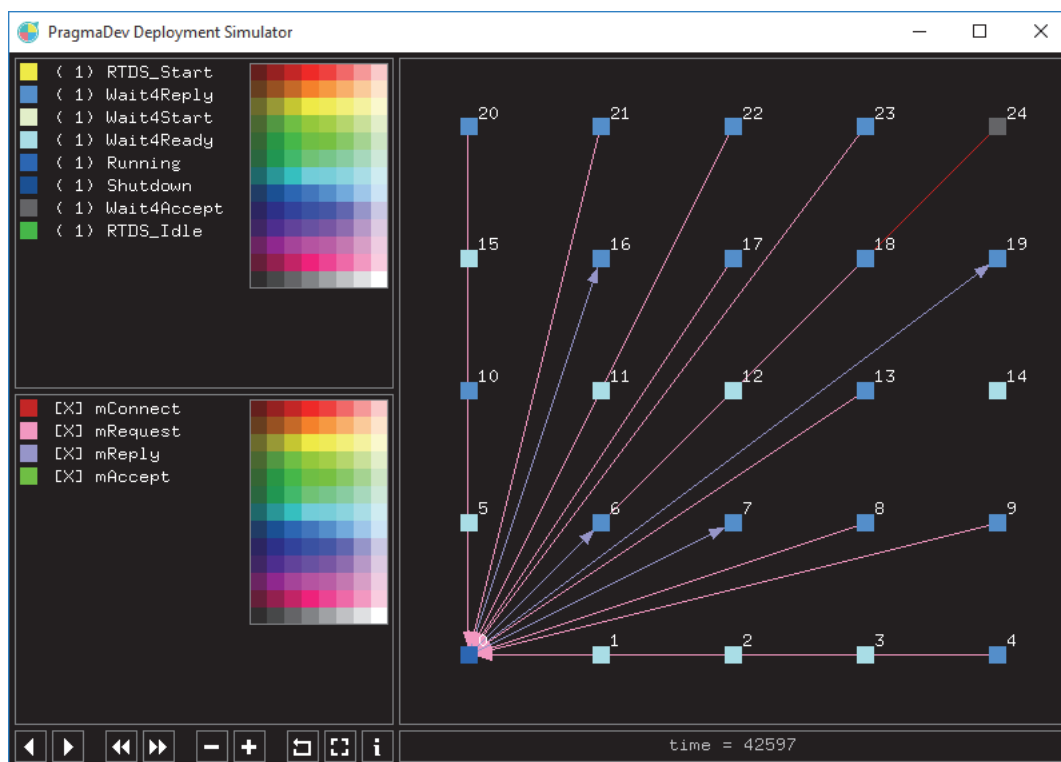 PragmaDev Deployment Simulator
( 1) RTDS_Start
( 1) Wait4Reply
( 1) Wait4Start
( 1) Wait4Ready
( 1) Running
( 1) Shutdown
( 1) Wait4Accept
( 1) RTDS_Idle
[X] mConnect
[X] mRequest
[X] mReply
[X] mAccept
20 21 22 23 24
15 16 17 18 19
10 11 12 13 14
5 6 7 8 9
0 1 2 3 4
i
time = 42597